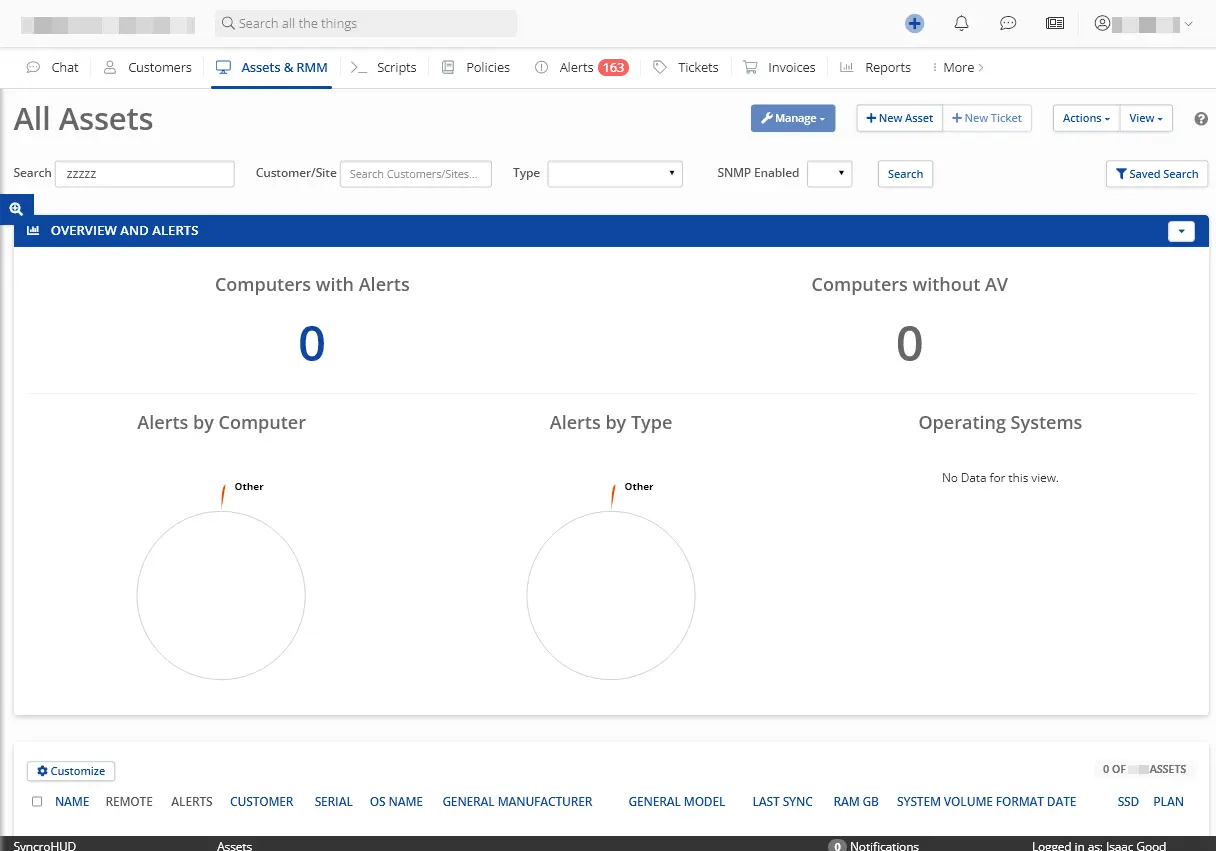 Search all the things
Chat Customers Assets & RMM Scripts Policies Alerts 163 Tickets Invoices Reports More
All Assets
Manage New Asset New Ticket Actions View
Search zzzzz Customer/Site Search Customers/Sites... Type SNMP Enabled Search Saved Search
OVERVIEW AND ALERTS
Computers with Alerts Computers without AV
0 0
Alerts by Computer Alerts by Type Operating Systems
Other Other No Data for this view.
Customize 0 OF ASSETS
NAME REMOTE ALERTS CUSTOMER SERIAL OS NAME GENERAL MANUFACTURER GENERAL MODEL LAST SYNC RAM GB SYSTEM VOLUME FORMAT DATE SSD PLAN
SyncroHUD Assets 0 Notifications Logged in as: Isaac Good